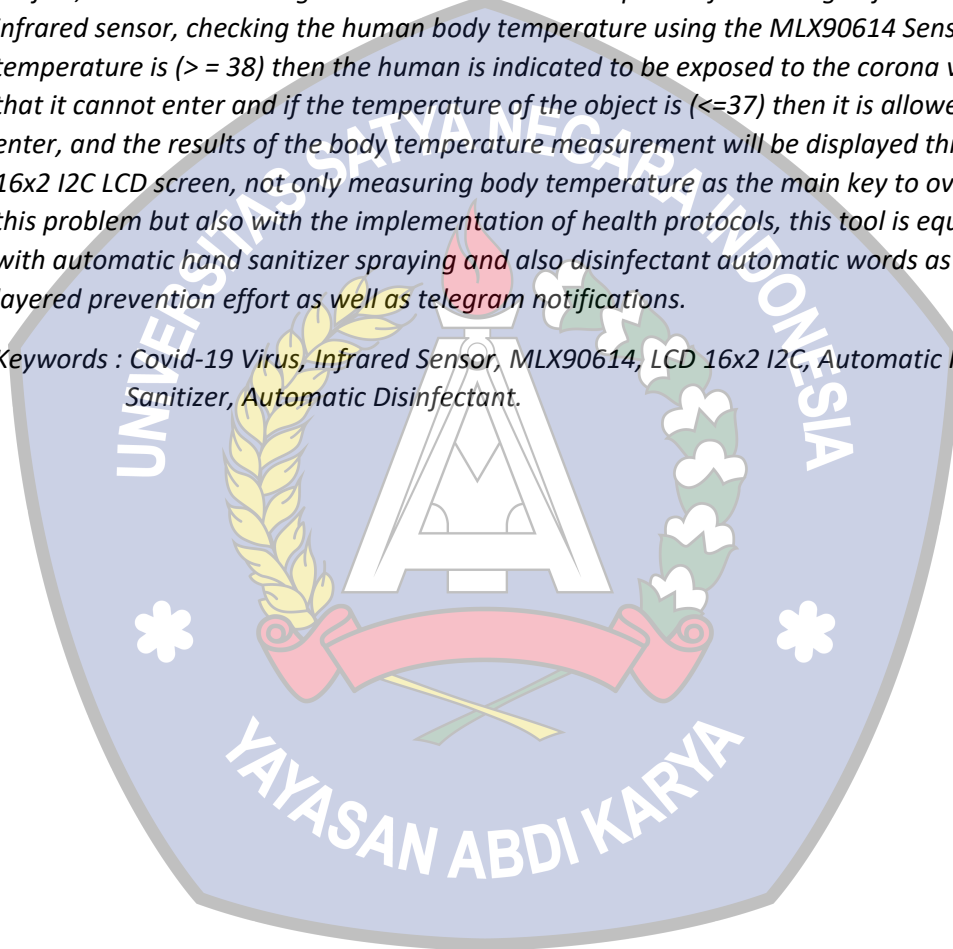 infrared sensor, checking the human body temperature using the MLX90614 Sens
temperature is (> = 38) then the human is indicated to be exposed to the corona v
that it cannot enter and if the temperature of the object is (<=37) then it is allowe
enter, and the results of the body temperature measurement will be displayed th
16x2 I2C LCD screen, not only measuring body temperature as the main key to ov
this problem but also with the implementation of health protocols, this tool is equ
with automatic hand sanitizer spraying and also disinfectant automatic words as
layered prevention effort as well as telegram notifications.
Keywords : Covid-19 Virus, Infrared Sensor, MLX90614, LCD 16x2 I2C, Automatic
Sanitizer, Automatic Disinfectant.
UNIVERSITAS SATYA NEGARA INDONESIA
YAYASAN ABDI KARYA